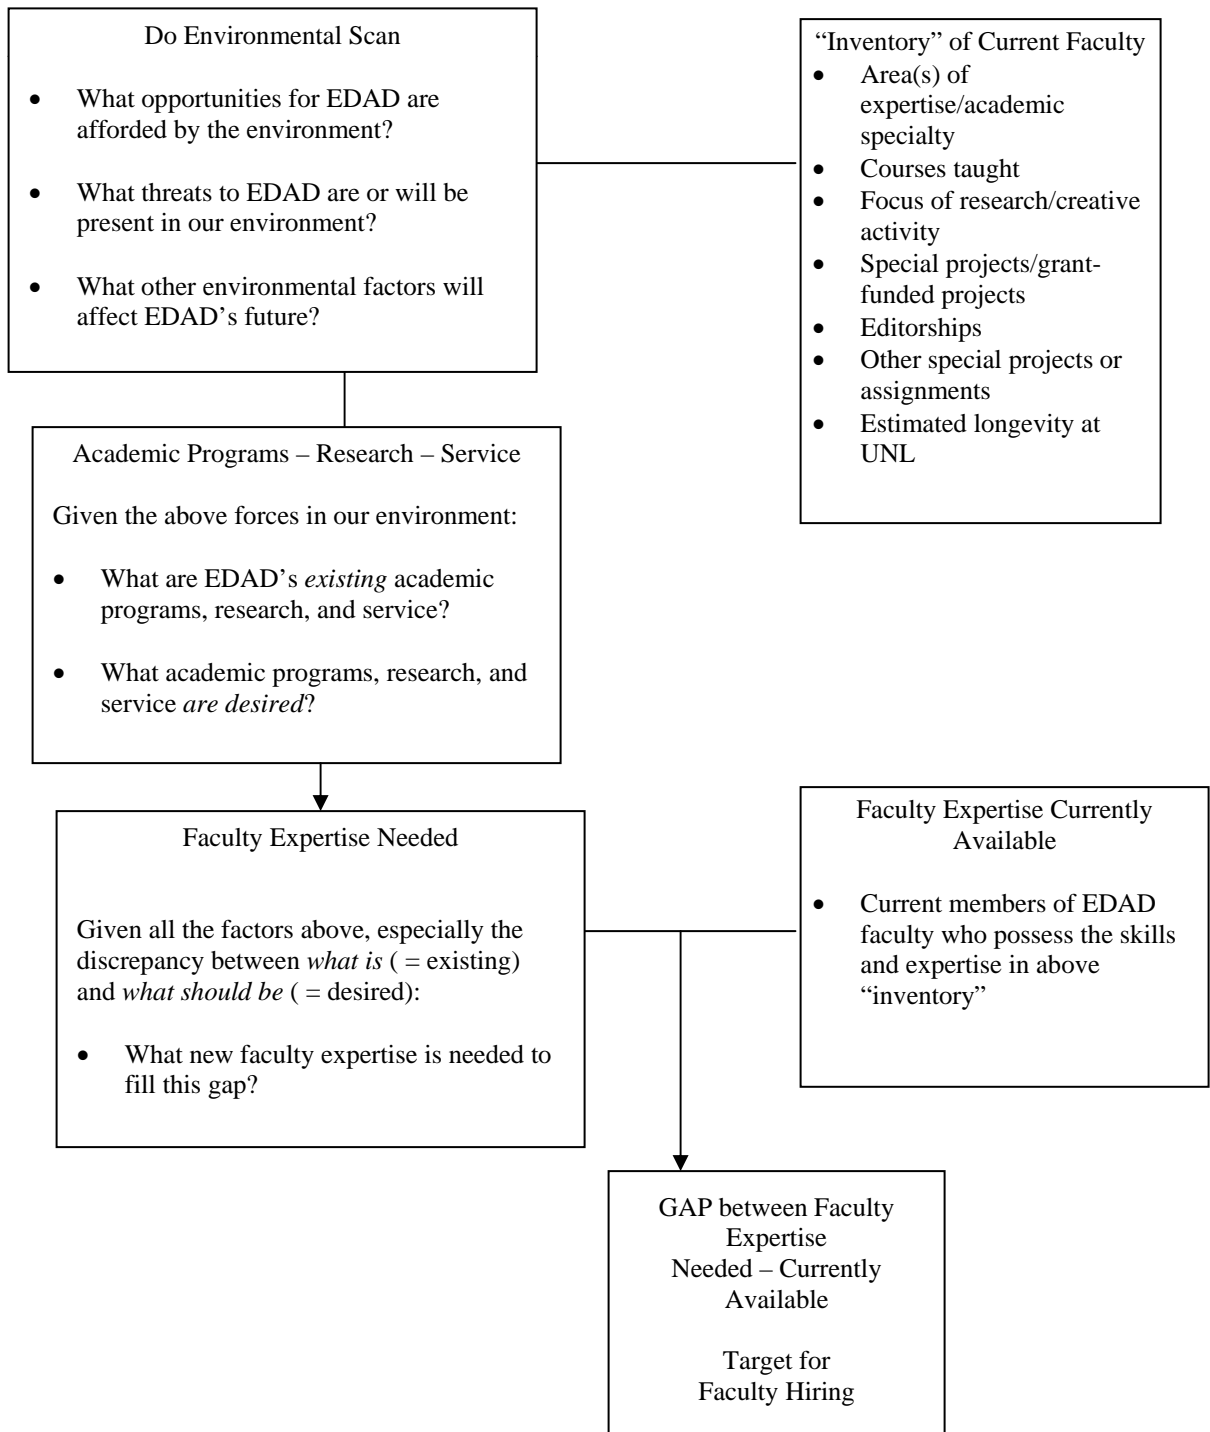 Do Environmental Scan
• What opportunities for EDAD are
afforded by the environment?
• What threats to EDAD are or will be
present in our environment?
• What other environmental factors will
affect EDAD’s future?
“Inventory” of Current Faculty
• Area(s) of
expertise/academic
specialty
• Courses taught
• Focus of research/creative
activity
• Special projects/grant-
funded projects
• Editorships
• Other special projects or
assignments
• Estimated longevity at
UNL
Academic Programs – Research – Service
Given the above forces in our environment:
• What are EDAD’s existing academic
programs, research, and service?
• What academic programs, research, and
service are desired?
Faculty Expertise Needed
Given all the factors above, especially the
discrepancy between what is ( = existing)
and what should be ( = desired):
• What new faculty expertise is needed to
fill this gap?
Faculty Expertise Currently
Available
• Current members of EDAD
faculty who possess the skills
and expertise in above
“inventory”
GAP between Faculty
Expertise
Needed – Currently
Available
Target for
Faculty Hiring